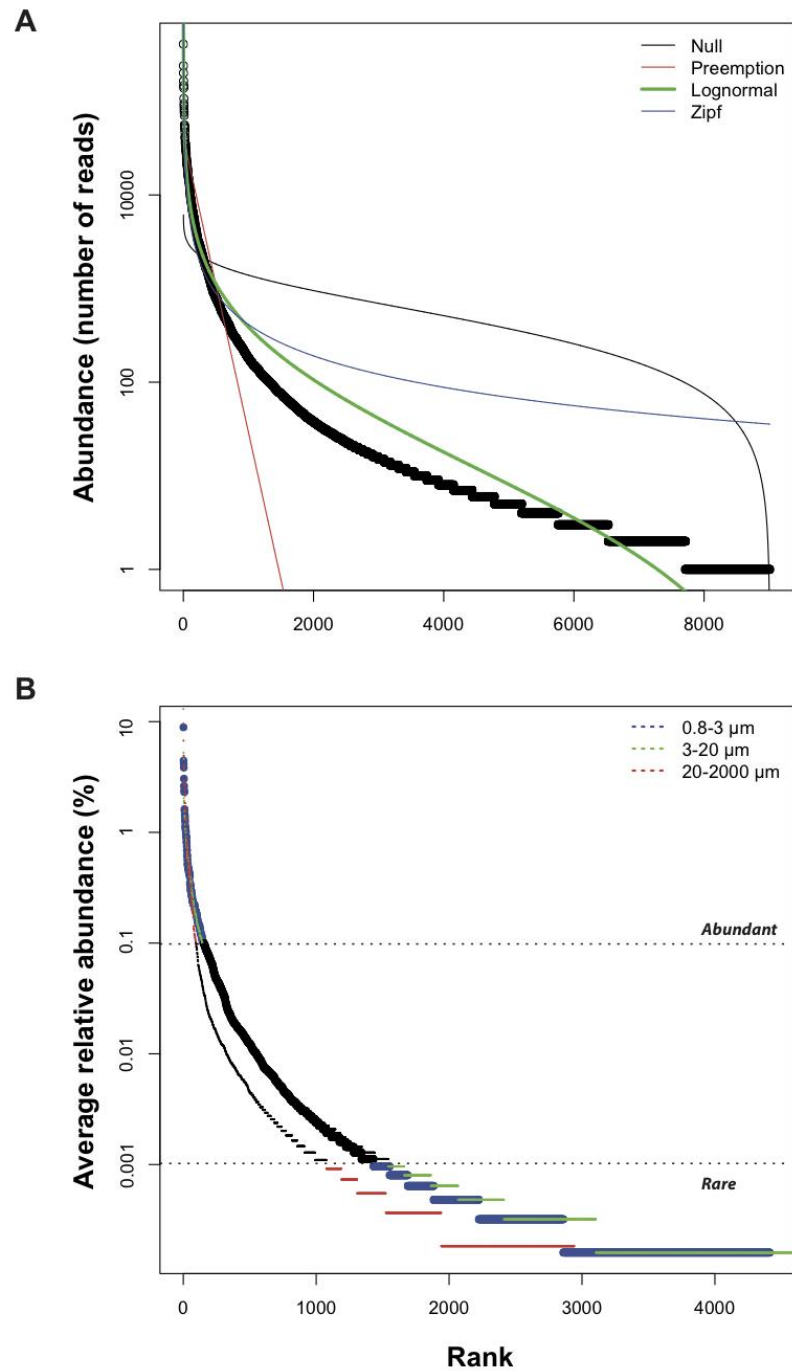 A
Null
Preemption
Lognormal
Zipf
Abundance (number of reads)
10000
100
1
0 2000 4000 6000 8000
B
0.8-3 µm
3-20 µm
20-2000 µm
Average relative abundance (%)
10
1
0.1
0.01
0.001
Abundant
Rare
0 1000 2000 3000 4000
Rank